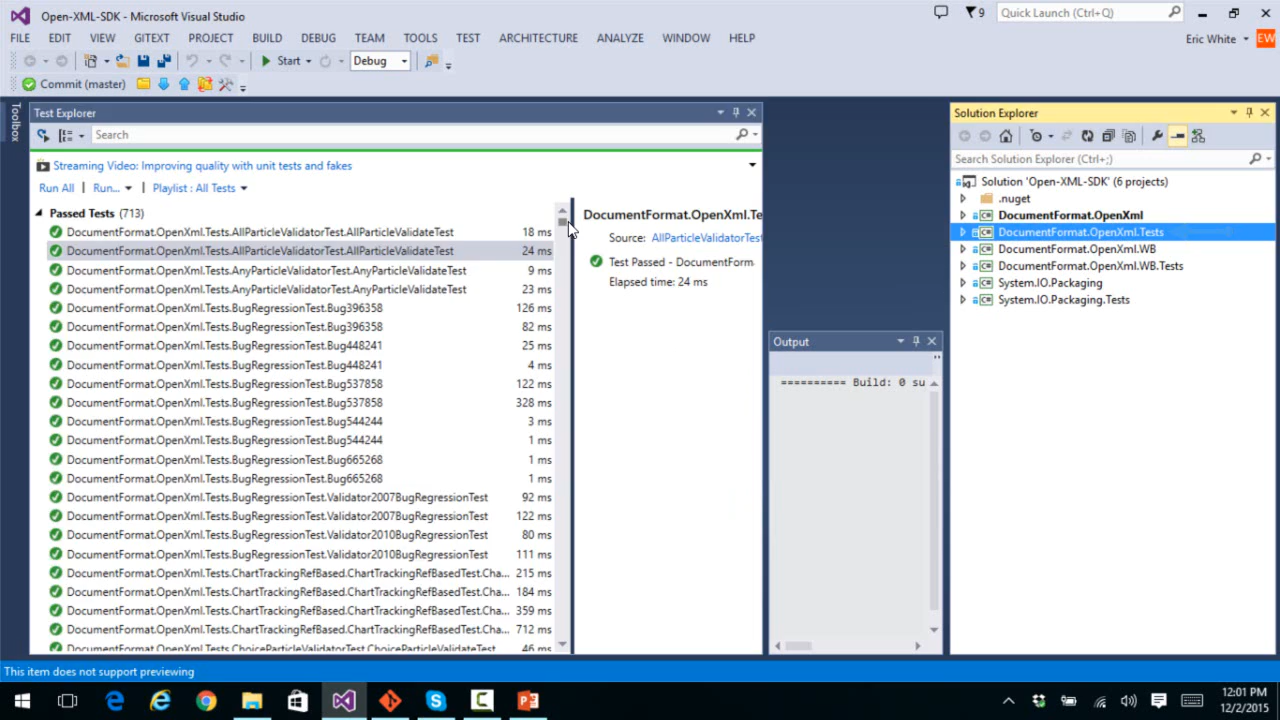 Open-XML-SDK - Microsoft Visual Studio
9
Quick Launch (Ctrl+Q)
FILE EDIT VIEW GITEXT PROJECT BUILD DEBUG TEAM TOOLS TEST ARCHITECTURE ANALYZE WINDOW HELP
Eric White EW
Start Debug
Commit (master)
Toolbox
Test Explorer
Search
Streaming Video: Improving quality with unit tests and fakes
Run All | Run... | Playlist : All Tests
Passed Tests (713)
DocumentFormat.OpenXml.Tests.AllParticleValidatorTest.AllParticleValidateTest 18 ms
DocumentFormat.OpenXml.Tests.AllParticleValidatorTest.AllParticleValidateTest 24 ms
DocumentFormat.OpenXml.Tests.AnyParticleValidatorTest.AnyParticleValidateTest 9 ms
DocumentFormat.OpenXml.Tests.AnyParticleValidatorTest.AnyParticleValidateTest 23 ms
DocumentFormat.OpenXml.Tests.BugRegressionTest.Bug396358 126 ms
DocumentFormat.OpenXml.Tests.BugRegressionTest.Bug396358 82 ms
DocumentFormat.OpenXml.Tests.BugRegressionTest.Bug448241 25 ms
DocumentFormat.OpenXml.Tests.BugRegressionTest.Bug448241 4 ms
DocumentFormat.OpenXml.Tests.BugRegressionTest.Bug537858 122 ms
DocumentFormat.OpenXml.Tests.BugRegressionTest.Bug537858 328 ms
DocumentFormat.OpenXml.Tests.BugRegressionTest.Bug544244 3 ms
DocumentFormat.OpenXml.Tests.BugRegressionTest.Bug544244 1 ms
DocumentFormat.OpenXml.Tests.BugRegressionTest.Bug665268 1 ms
DocumentFormat.OpenXml.Tests.BugRegressionTest.Bug665268 1 ms
DocumentFormat.OpenXml.Tests.BugRegressionTest.Validator2007BugRegressionTest 92 ms
DocumentFormat.OpenXml.Tests.BugRegressionTest.Validator2007BugRegressionTest 122 ms
DocumentFormat.OpenXml.Tests.BugRegressionTest.Validator2010BugRegressionTest 80 ms
DocumentFormat.OpenXml.Tests.BugRegressionTest.Validator2010BugRegressionTest 111 ms
DocumentFormat.OpenXml.Tests.ChartTrackingRefBased.ChartTrackingRefBasedTest.Cha... 215 ms
DocumentFormat.OpenXml.Tests.ChartTrackingRefBased.ChartTrackingRefBasedTest.Cha... 184 ms
DocumentFormat.OpenXml.Tests.ChartTrackingRefBased.ChartTrackingRefBasedTest.Cha... 359 ms
DocumentFormat.OpenXml.Tests.ChartTrackingRefBased.ChartTrackingRefBasedTest.Cha... 712 ms
DocumentFormat.OpenXml.Tests.ChoiceParticleValidatorTest.ChoiceParticleValidateTest 46 ms
DocumentFormat.OpenXml.Te
Source: AllParticleValidatorTest
Test Passed - DocumentForm
Elapsed time: 24 ms
Output
========== Build: 0 su
Solution Explorer
Search Solution Explorer (Ctrl+;)
Solution 'Open-XML-SDK' (6 projects)
.nuget
DocumentFormat.OpenXml
DocumentFormat.OpenXml.Tests
DocumentFormat.OpenXml.WB
DocumentFormat.OpenXml.WB.Tests
System.IO.Packaging
System.IO.Packaging.Tests
This item does not support previewing
12:01 PM
12/2/2015